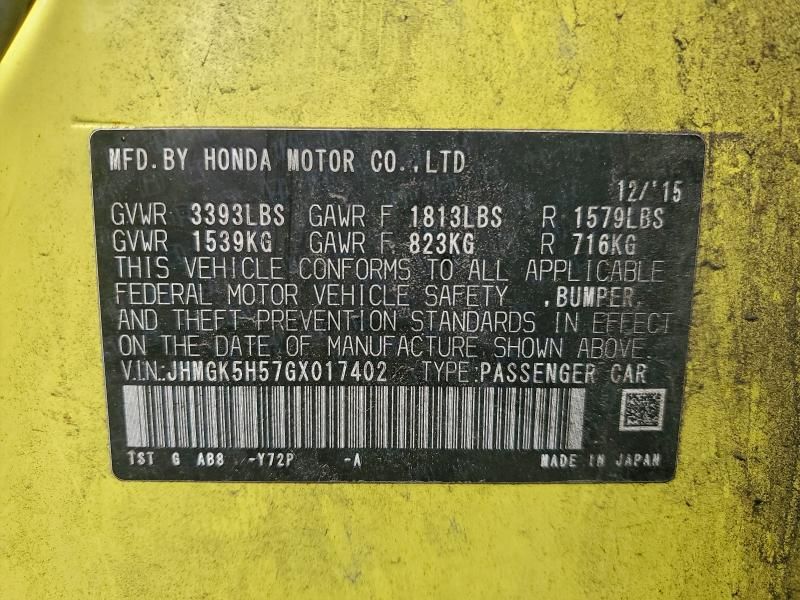 MFD.BY HONDA MOTOR CO.,LTD
12/'15
GVWR 3393LBS GAWR F 1813LBS R 1579LBS
GVWR 1539KG GAWR F 823KG R 716KG
THIS VEHICLE CONFORMS TO ALL APPLICABLE
FEDERAL MOTOR VEHICLE SAFETY ,BUMPER,
AND THEFT-PREVENTION STANDARDS IN EFFECT
ON THE DATE OF MANUFACTURE SHOWN ABOVE.
V.I.N.:JHMGK5H57GX017402 TYPE:PASSENGER CAR
TST G AB8 -Y72P -A MADE IN JAPAN